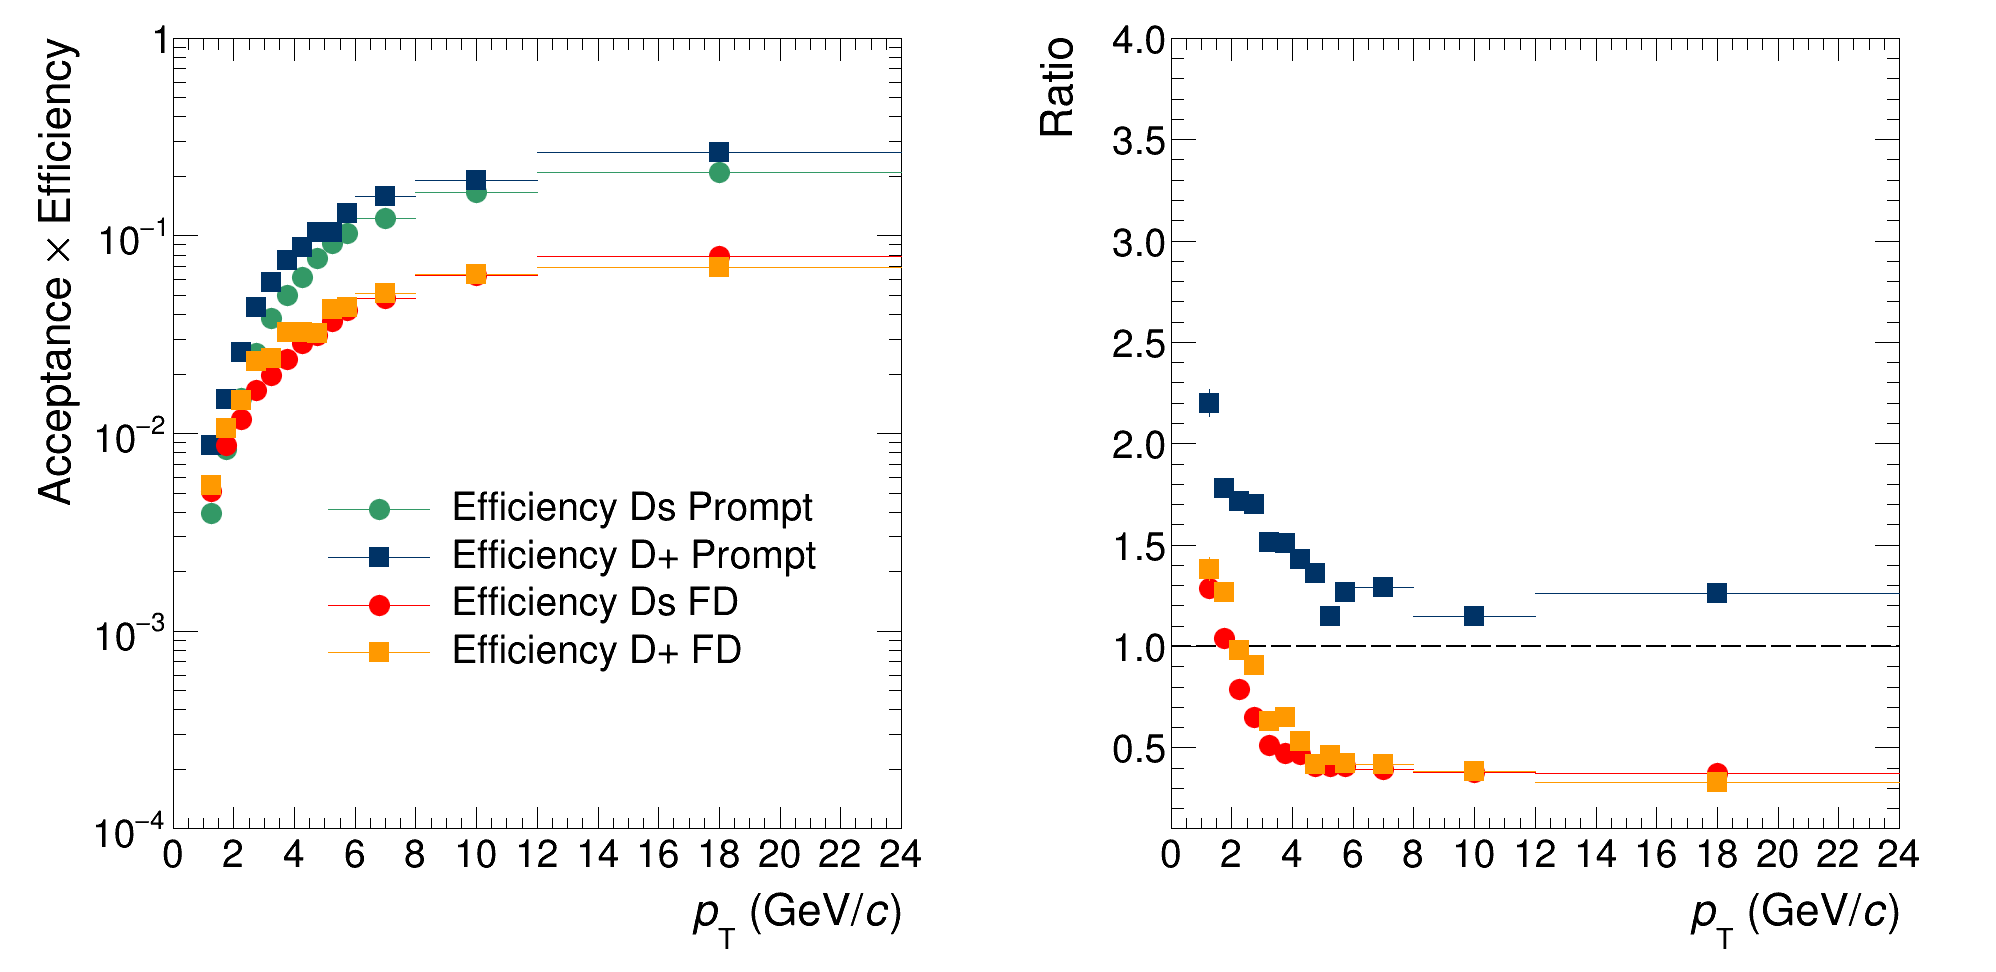 Acceptance × Efficiency
1
10⁻¹
10⁻²
10⁻³
10⁻⁴
0 2 4 6 8 10 12 14 16 18 20 22 24
p_T (GeV/c)
Efficiency Ds Prompt
Efficiency D+ Prompt
Efficiency Ds FD
Efficiency D+ FD
Ratio
4.0
3.5
3.0
2.5
2.0
1.5
1.0
0.5
0 2 4 6 8 10 12 14 16 18 20 22 24
p_T (GeV/c)